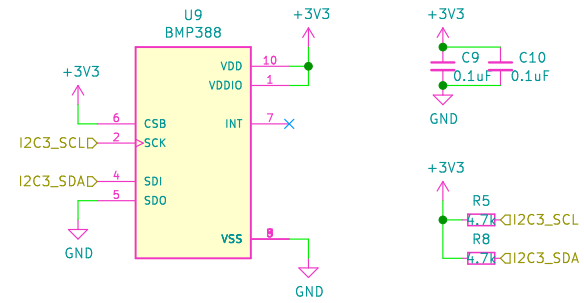 U9
BMP388
+3V3
+3V3
+3V3
VDD
10
VDDIO
1
6
CSB
INT
7
I2C3_SCL
2
SCK
I2C3_SDA
4
SDI
5
SDO
VSS
GND
GND
C9
0.1uF
C10
0.1uF
GND
+3V3
R5
4.7k
I2C3_SCL
R8
4.7k
I2C3_SDA